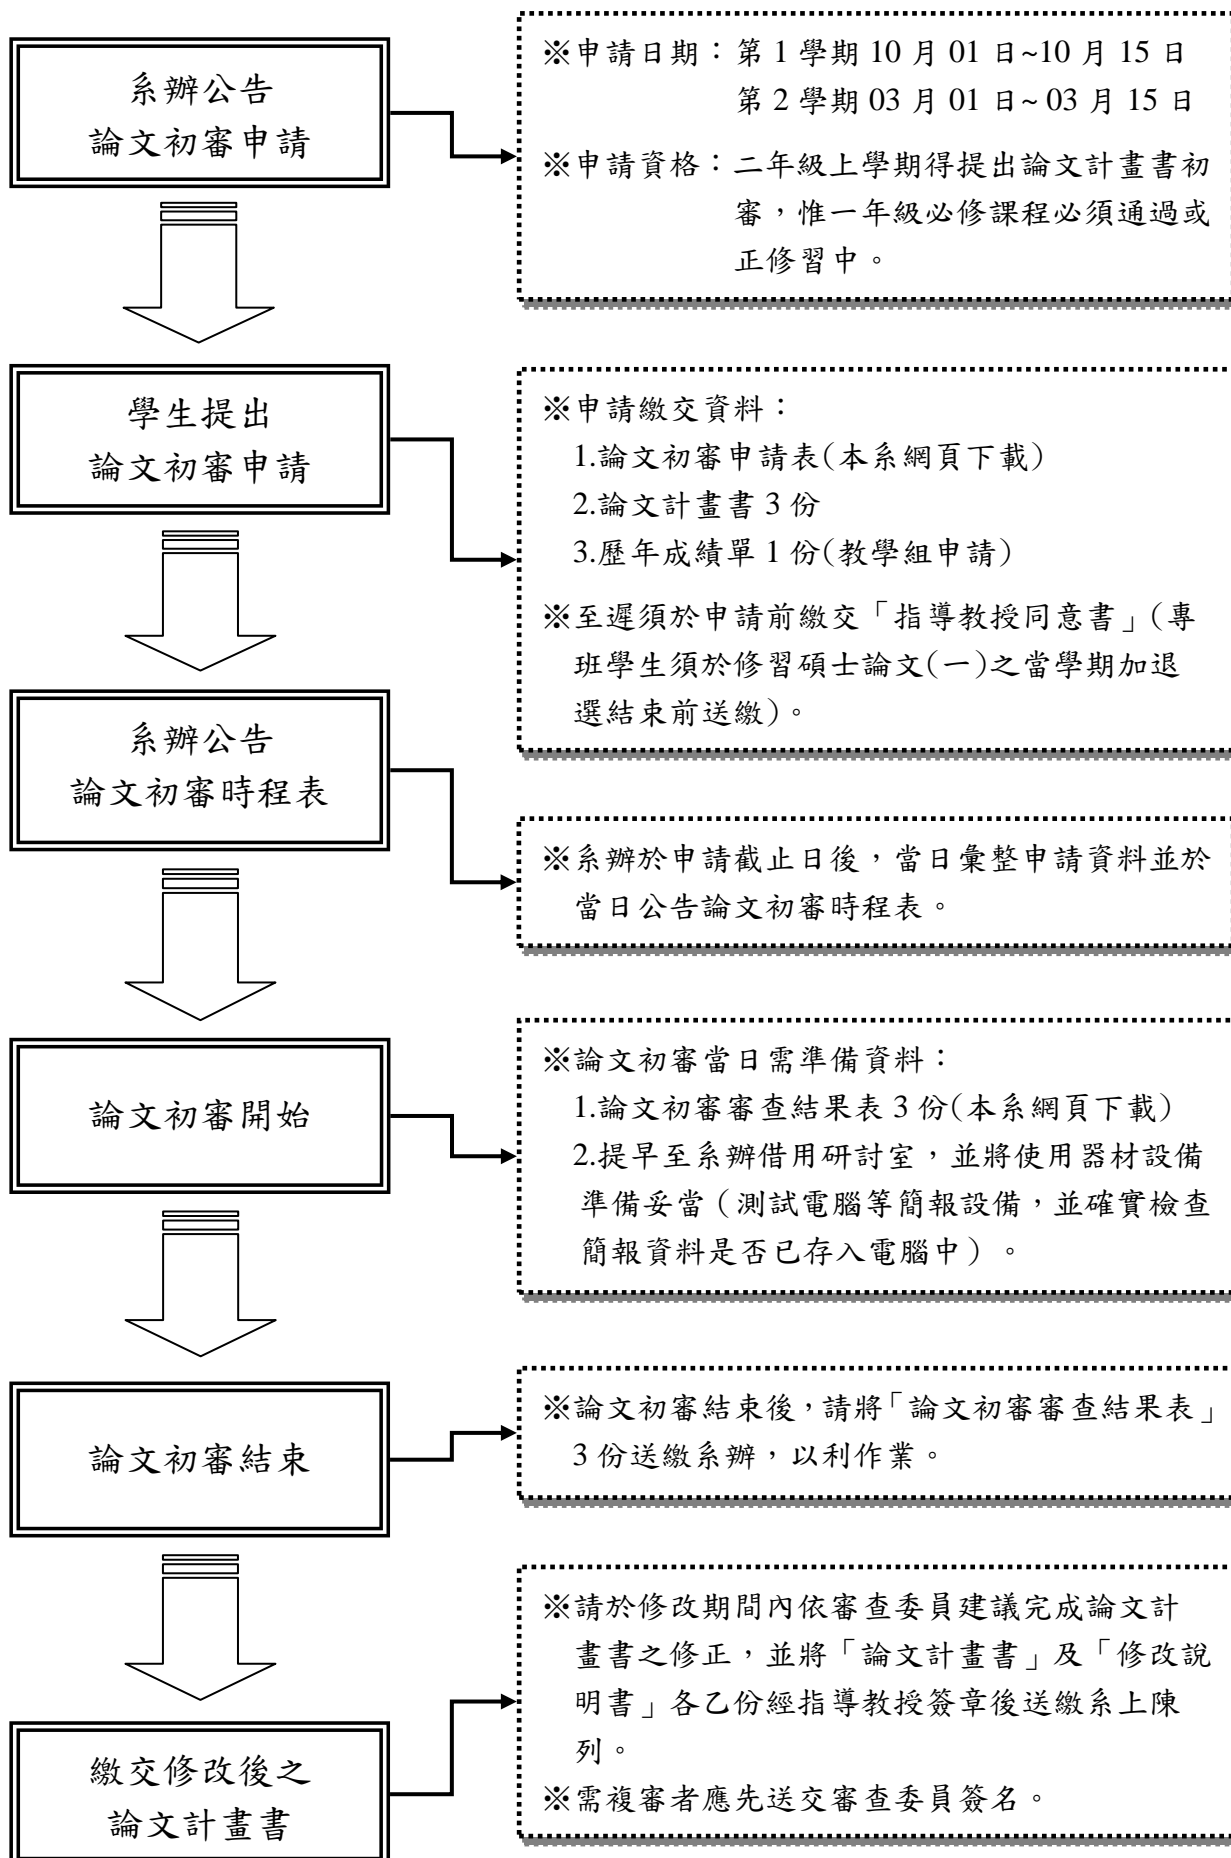 系辦公告
論文初審申請
※申請日期：第 1 學期 10 月 01 日~10 月 15 日
第 2 學期 03 月 01 日~ 03 月 15 日
※申請資格：二年級上學期得提出論文計畫書初
審，惟一年級必修課程必須通過或
正修習中。
學生提出
論文初審申請
※申請繳交資料：
1.論文初審申請表(本系網頁下載)
2.論文計畫書 3 份
3.歷年成績單 1 份(教學組申請)
※至遲須於申請前繳交「指導教授同意書」(專
班學生須於修習碩士論文(一)之當學期加退
選結束前送繳)。
系辦公告
論文初審時程表
※系辦於申請截止日後，當日彙整申請資料並於
當日公告論文初審時程表。
論文初審開始
※論文初審當日需準備資料：
1.論文初審審查結果表 3 份(本系網頁下載)
2.提早至系辦借用研討室，並將使用器材設備
準備妥當（測試電腦等簡報設備，並確實檢查
簡報資料是否已存入電腦中）。
論文初審結束
※論文初審結束後，請將「論文初審審查結果表」
3 份送繳系辦，以利作業。
繳交修改後之
論文計畫書
※請於修改期間內依審查委員建議完成論文計
畫書之修正，並將「論文計畫書」及「修改說
明書」各乙份經指導教授簽章後送繳系上陳
列。
※需複審者應先送交審查委員簽名。